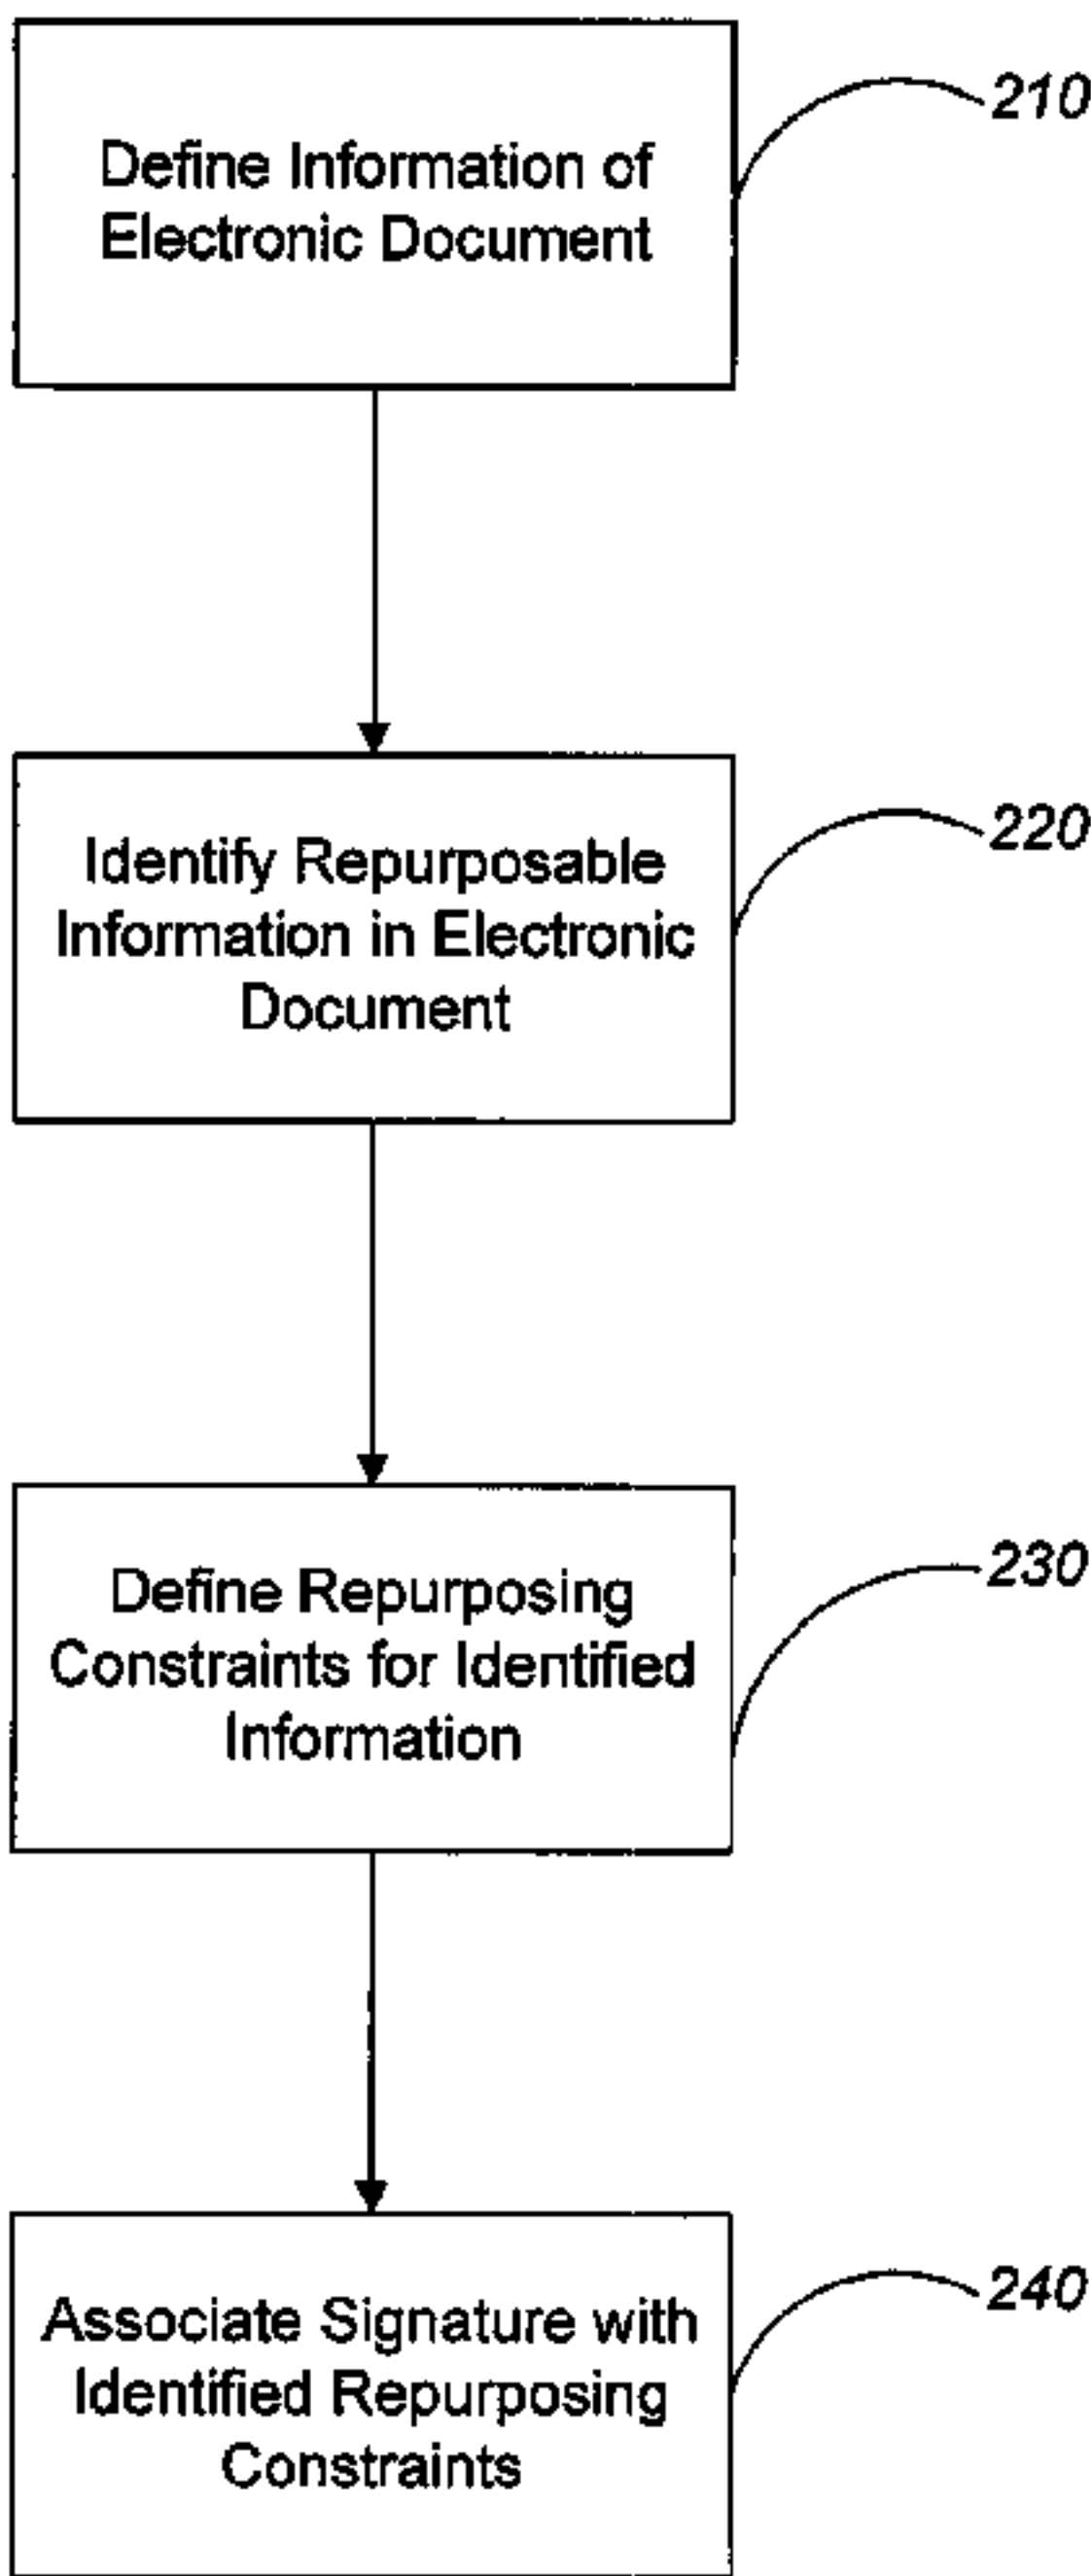 210
Define Information of
Electronic Document
220
Identify Repurposable
Information in Electronic
Document
230
Define Repurposing
Constraints for Identified
Information
240
Associate Signature with
Identified Repurposing
Constraints